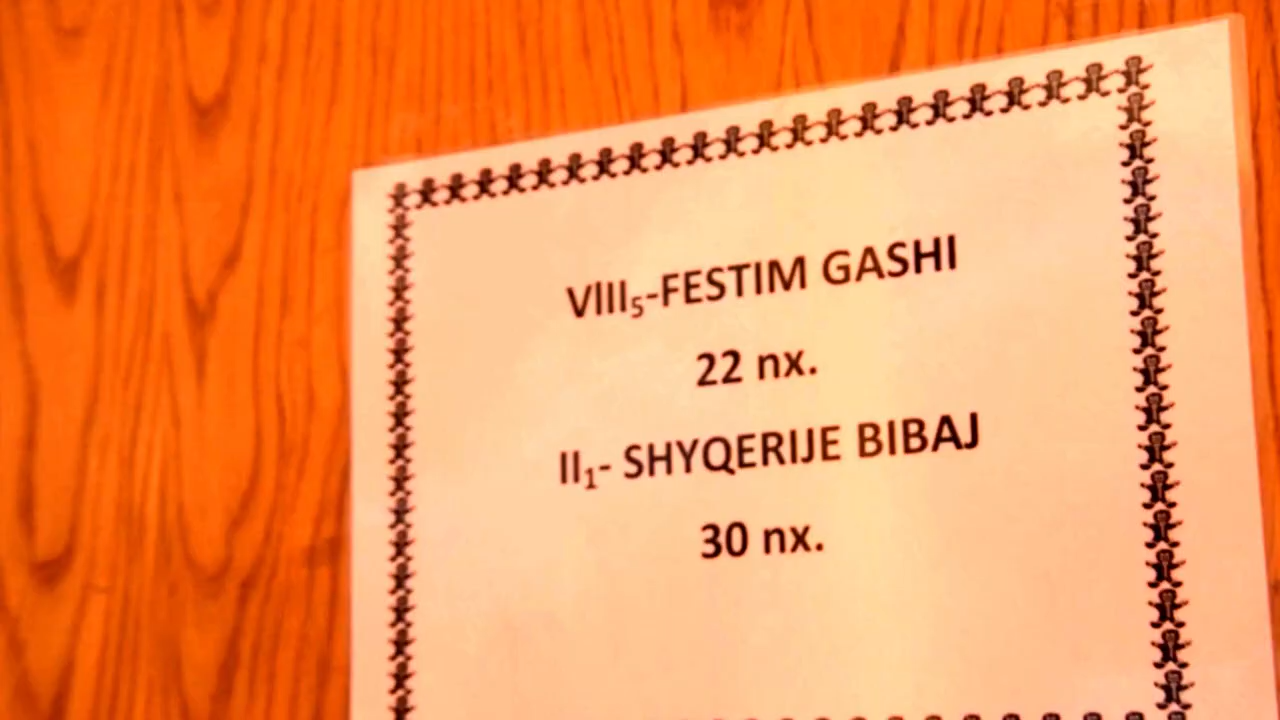 VIII₅-FESTIM GASHI
22 nx.
II₁- SHYQERIJE BIBAJ
30 nx.